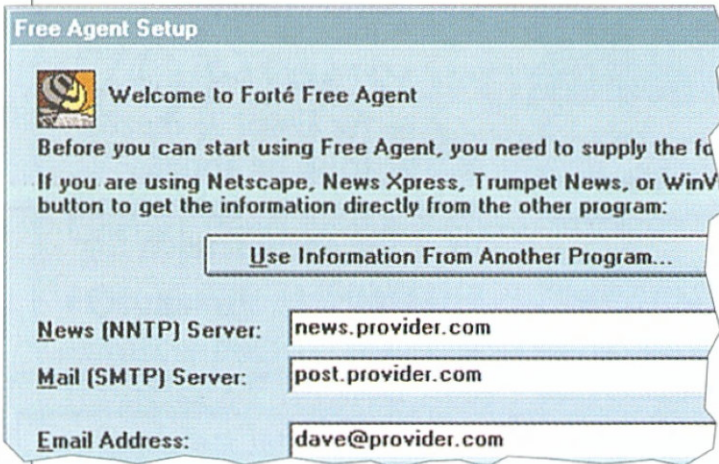 Free Agent Setup
Welcome to Forté Free Agent
Before you can start using Free Agent, you need to supply the
If you are using Netscape, News Xpress, Trumpet News, or
button to get the information directly from the other program:
Use Information From Another Program...
News (NNTP) Server: news.provider.com
Mail (SMTP) Server: post.provider.com
Email Address: dave@provider.com